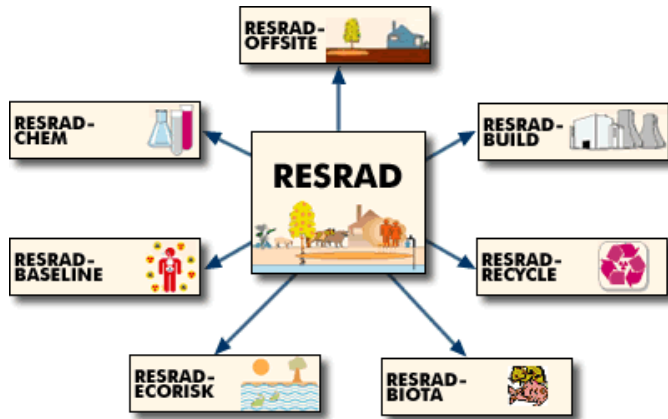 RESRAD-
OFFSITE
RESRAD-
CHEM
RESRAD-
BUILD
RESRAD
RESRAD-
BASELINE
RESRAD-
RECYCLE
RESRAD-
ECORISK
RESRAD-
BIOTA